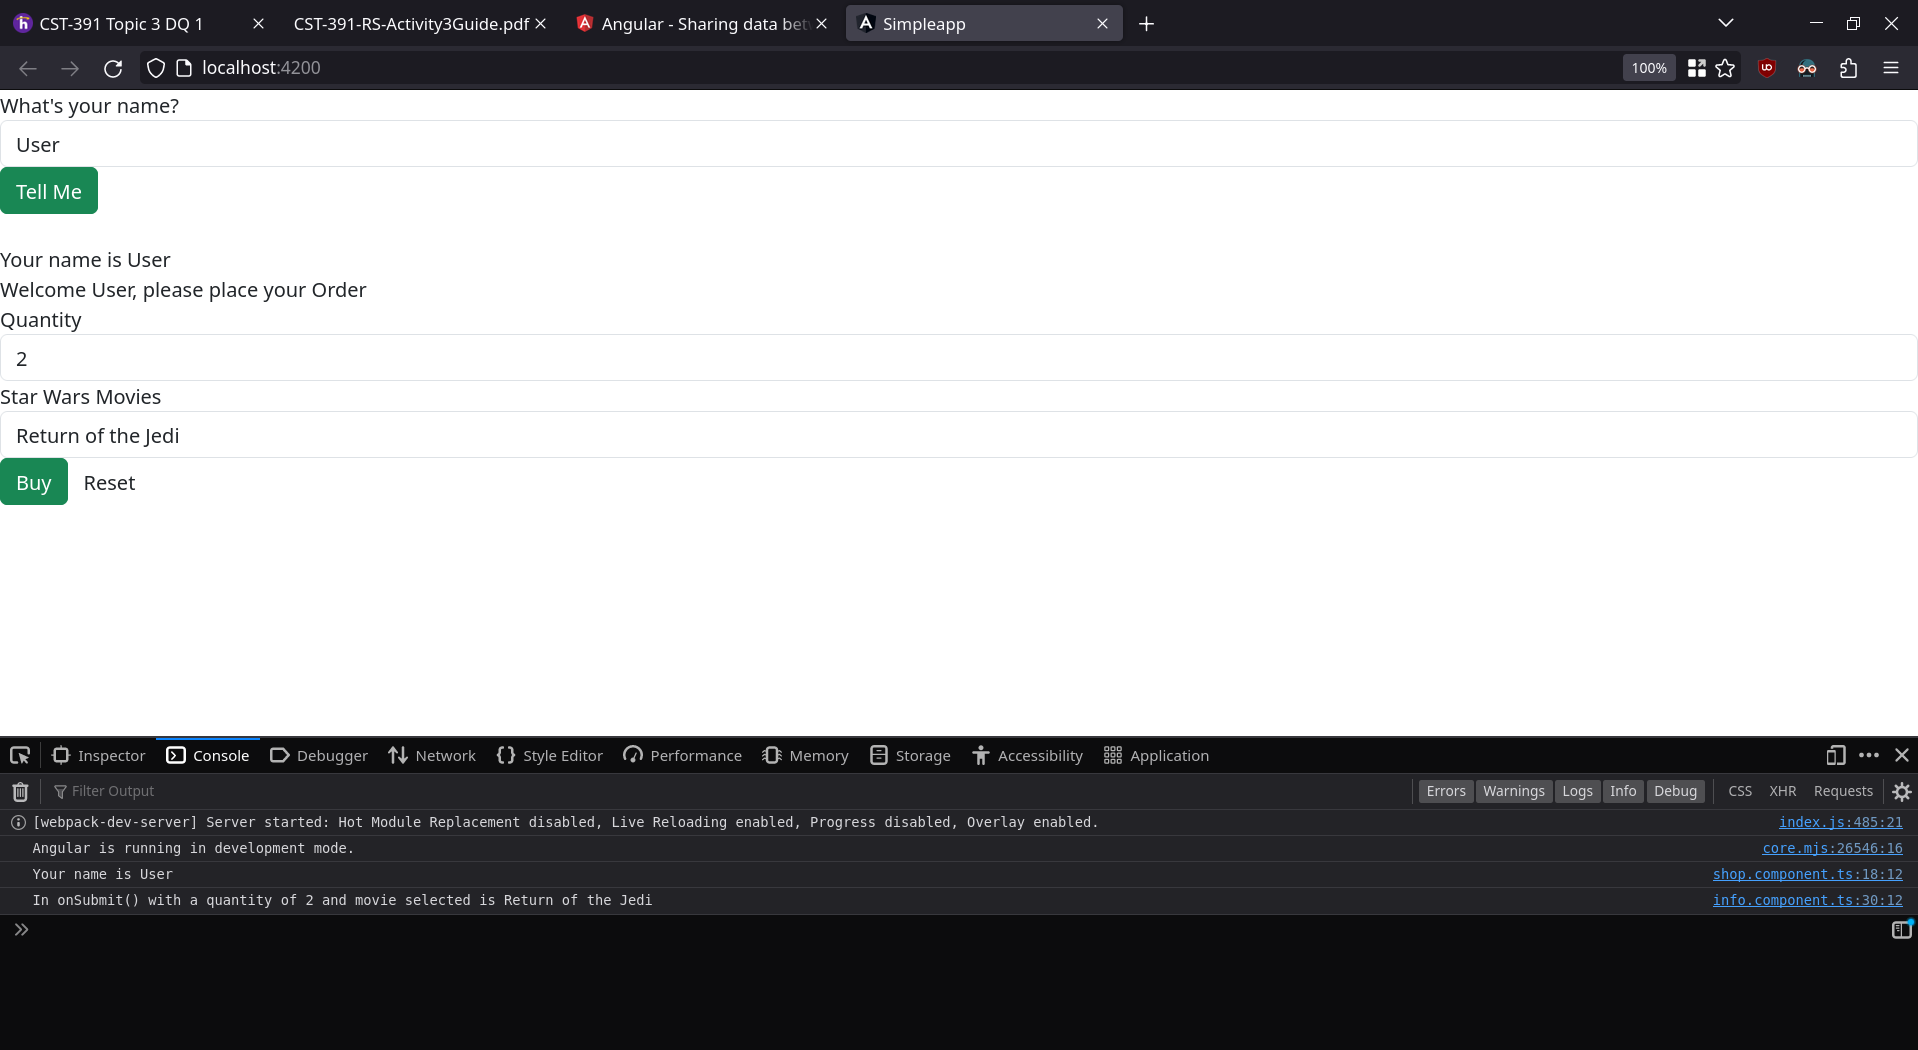 CST-391 Topic 3 DQ 1
CST-391-RS-Activity3Guide.pdf
Angular - Sharing data bet
Simpleapp
localhost:4200
100%
What's your name?
User
Tell Me
Your name is User
Welcome User, please place your Order
Quantity
2
Star Wars Movies
Return of the Jedi
Buy Reset
Inspector Console Debugger Network Style Editor Performance Memory Storage Accessibility Application
Filter Output Errors Warnings Logs Info Debug CSS XHR Requests
[webpack-dev-server] Server started: Hot Module Replacement disabled, Live Reloading enabled, Progress disabled, Overlay enabled. index.js:485:21
Angular is running in development mode. core.mjs:26546:16
Your name is User shop.component.ts:18:12
In onSubmit() with a quantity of 2 and movie selected is Return of the Jedi info.component.ts:30:12